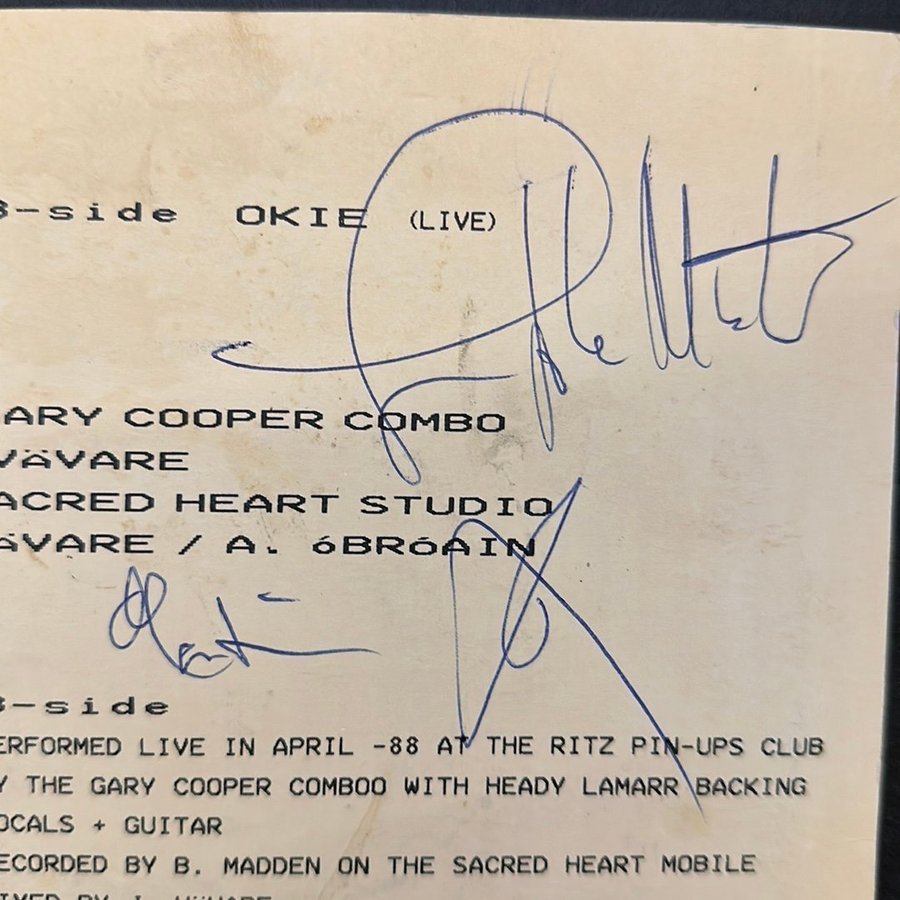 -side OKIE (LIVE)
ARY COOPER COMBO
VäVARE
ACRED HEART STUDIO
äVARE / A. óBRóAIN
Martin
-side
ERFORMED LIVE IN APRIL -88 AT THE RITZ PIN-UPS CLUB
Y THE GARY COOPER COMBOO WITH HEADY LAMARR BACKING
OCALS + GUITAR
ECORDED BY B. MADDEN ON THE SACRED HEART MOBILE